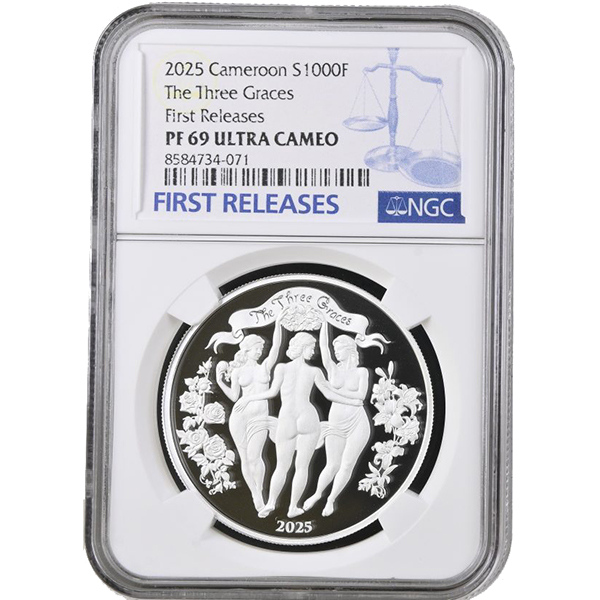 2025 Cameroon S1000F
The Three Graces
First Releases
PF 69 ULTRA CAMEO
8584734-071
FIRST RELEASES
NGC
The Three Graces
2025